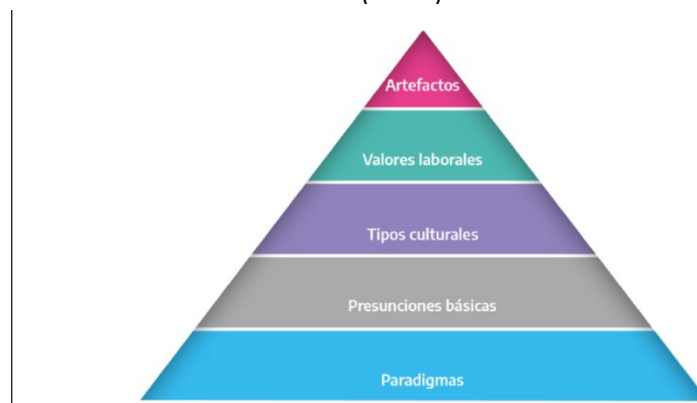 Artefactos
Valores laborales
Tipos culturales
Presunciones básicas
Paradigmas